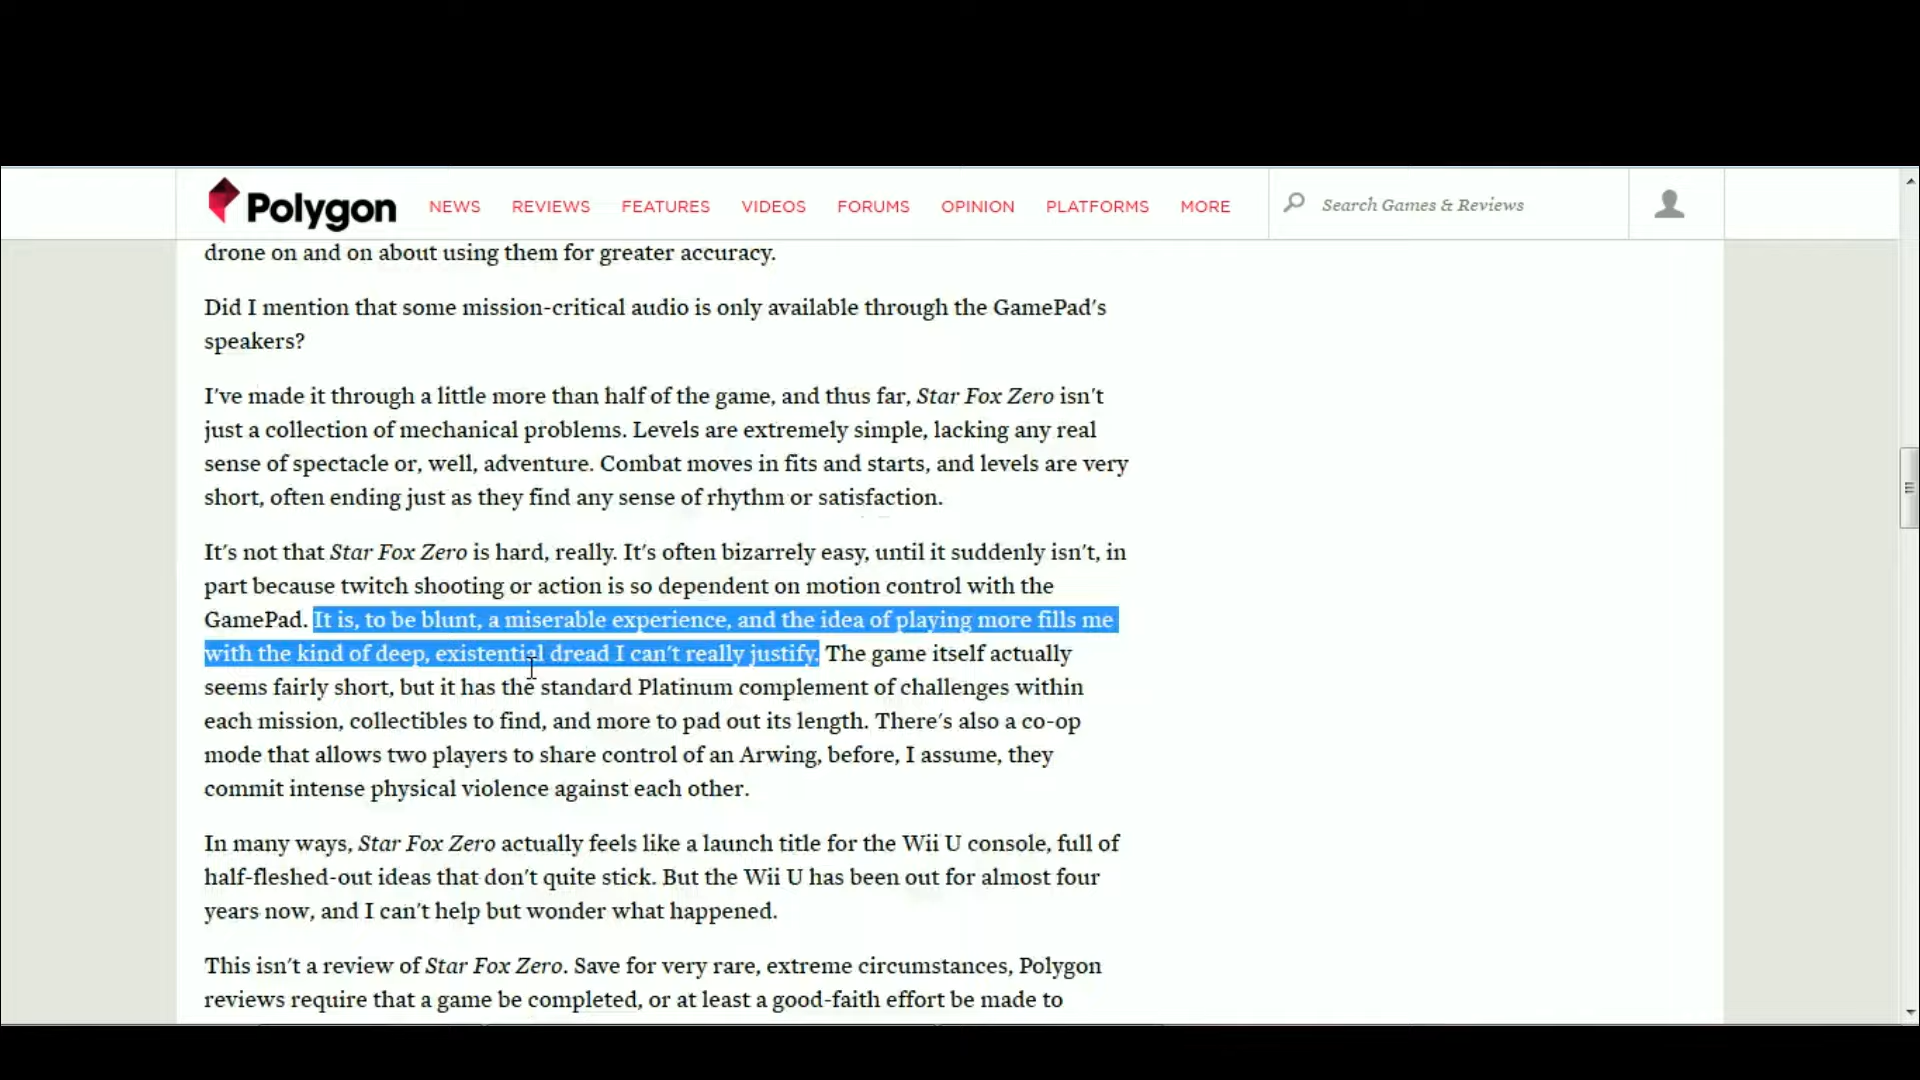 Polygon
NEWS REVIEWS FEATURES VIDEOS FORUMS OPINION PLATFORMS MORE Search Games & Reviews
drone on and on about using them for greater accuracy.
Did I mention that some mission-critical audio is only available through the GamePad's
speakers?
I've made it through a little more than half of the game, and thus far, Star Fox Zero isn't
just a collection of mechanical problems. Levels are extremely simple, lacking any real
sense of spectacle or, well, adventure. Combat moves in fits and starts, and levels are very
short, often ending just as they find any sense of rhythm or satisfaction.
It's not that Star Fox Zero is hard, really. It's often bizarrely easy, until it suddenly isn't, in
part because twitch shooting or action is so dependent on motion control with the
GamePad. It is, to be blunt, a miserable experience, and the idea of playing more fills me
with the kind of deep, existential dread I can't really justify. The game itself actually
seems fairly short, but it has the standard Platinum complement of challenges within
each mission, collectibles to find, and more to pad out its length. There's also a co-op
mode that allows two players to share control of an Arwing, before, I assume, they
commit intense physical violence against each other.
In many ways, Star Fox Zero actually feels like a launch title for the Wii U console, full of
half-fleshed-out ideas that don't quite stick. But the Wii U has been out for almost four
years now, and I can't help but wonder what happened.
This isn't a review of Star Fox Zero. Save for very rare, extreme circumstances, Polygon
reviews require that a game be completed, or at least a good-faith effort be made to